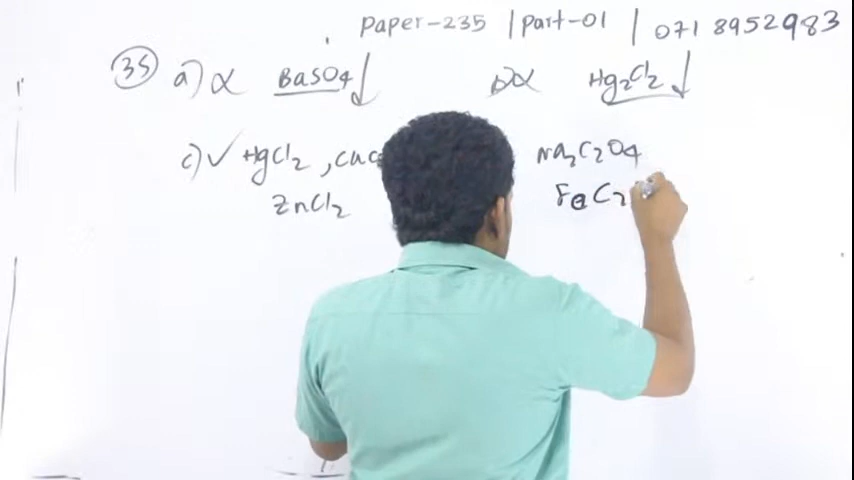 Paper-235 | Part-01 | 071 8952983
35 a) ∝ BaSO4↓ b) ∝ Hg2Cl2↓
c) ✓ HgCl2 , CuC Na2C2O4
ZnCl2 FeC2